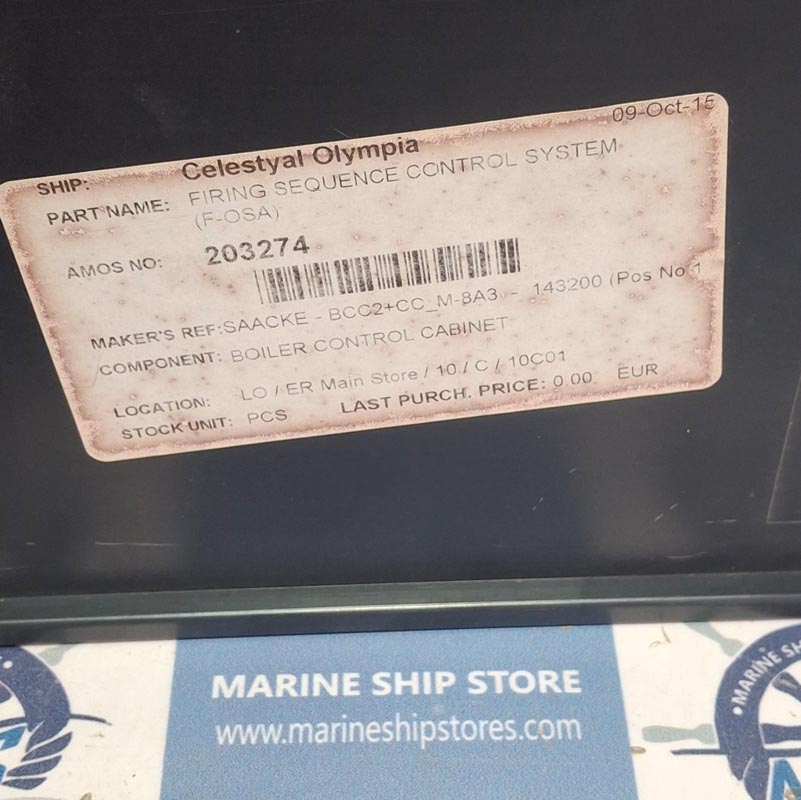 09-Oct-15
SHIP: Celestyal Olympia
PART NAME: FIRING SEQUENCE CONTROL SYSTEM
(F-OSA)
AMOS NO: 203274
MAKER'S REF:SAACKE - BCC2+CC_M-8A3 - 143200 (Pos No 1
COMPONENT: BOILER CONTROL CABINET
LOCATION: LO / ER Main Store / 10 / C / 10C01
STOCK UNIT: PCS LAST PURCH. PRICE: 0.00 EUR
MARINE SHIP STORE
www.marineshipstores.com
MARINE SH